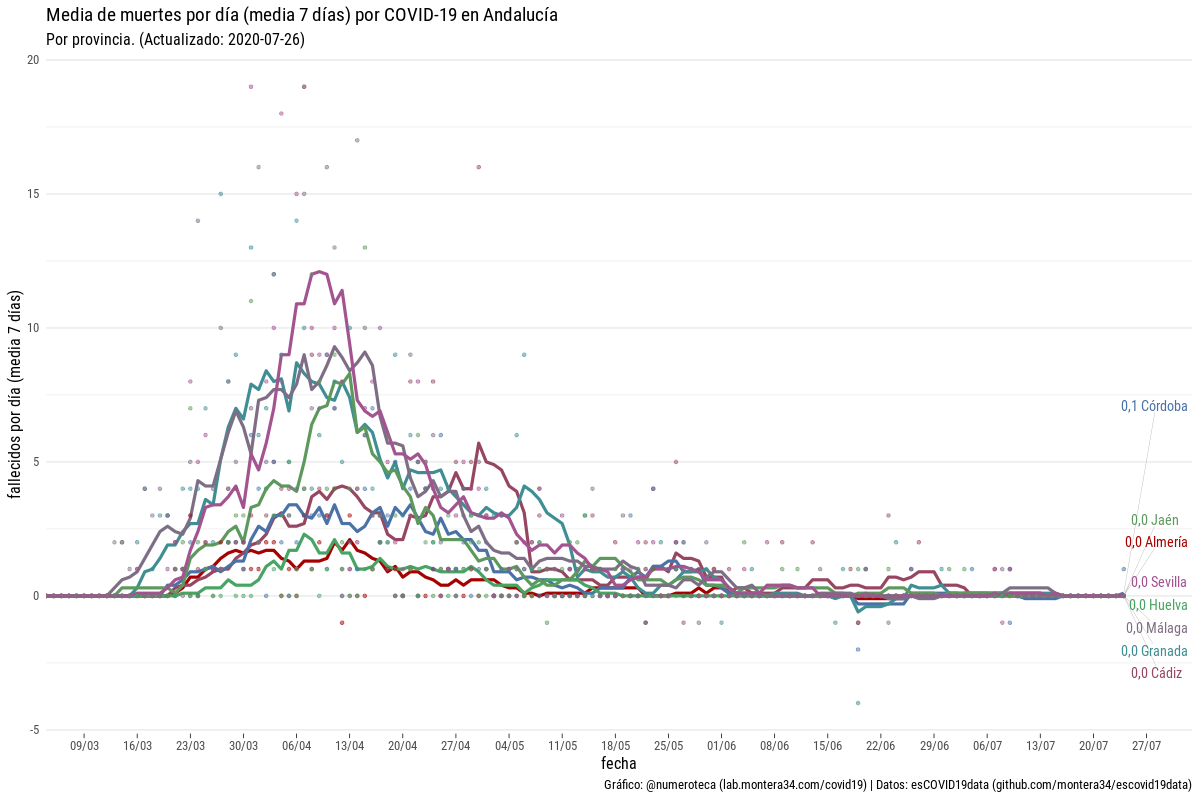 Media de muertes por día (media 7 días) por COVID-19 en Andalucía
Por provincia. (Actualizado: 2020-07-26)
20
15
10
5
0
-5
fallecidos por día (media 7 días)
0,1 Córdoba
0,0 Jaén
0,0 Almería
0,0 Sevilla
0,0 Huelva
0,0 Málaga
0,0 Granada
0,0 Cádiz
09/03 16/03 23/03 30/03 06/04 13/04 20/04 27/04 04/05 11/05 18/05 25/05 01/06 08/06 15/06 22/06 29/06 06/07 13/07 20/07 27/07
fecha
Gráfico: @numeroteca (lab.montera34.com/covid19) | Datos: esCOVID19data (github.com/montera34/escovid19data)